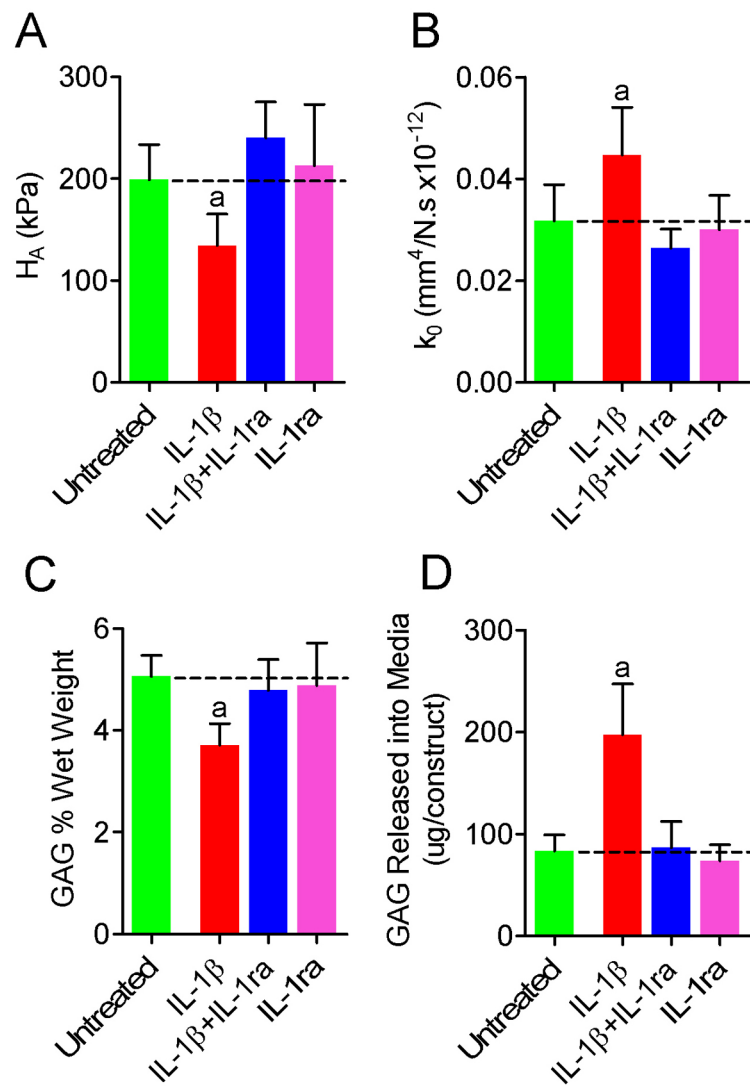 A
H_A (kPa)
300
200
100
0
a
Untreated
IL-1β
IL-1β+IL-1ra
IL-1ra
B
k_0 (mm^4/N.s x10^-12)
0.06
0.04
0.02
0.00
a
Untreated
IL-1β
IL-1β+IL-1ra
IL-1ra
C
GAG % Wet Weight
6
4
2
0
a
Untreated
IL-1β
IL-1β+IL-1ra
IL-1ra
D
GAG Released into Media
(ug/construct)
300
200
100
0
a
Untreated
IL-1β
IL-1β+IL-1ra
IL-1ra